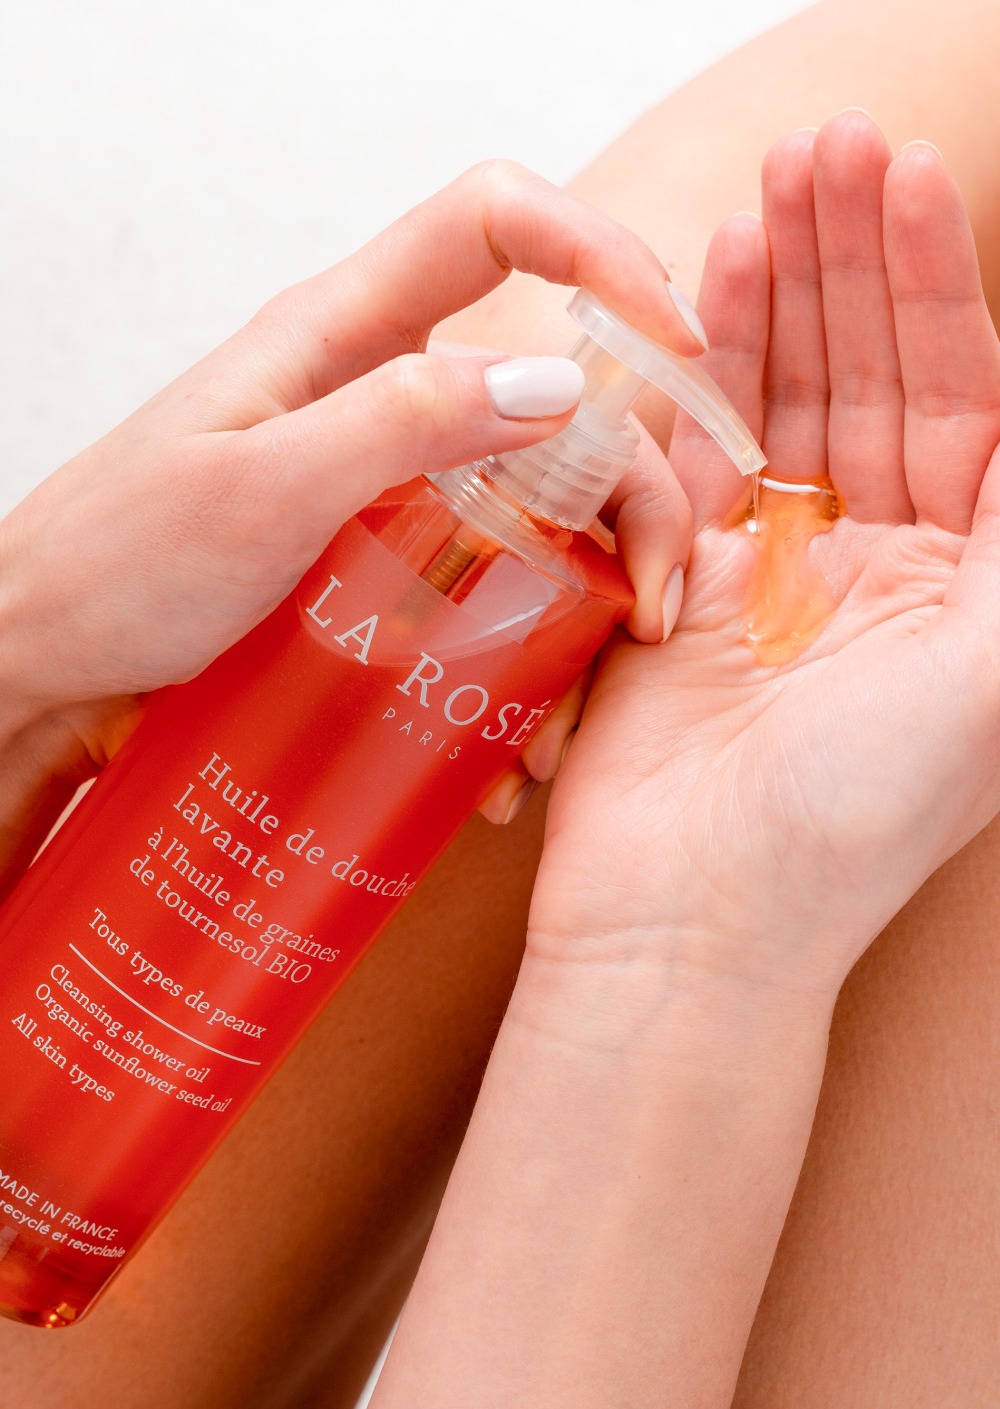 LA ROSÉ
PARIS
Huile de douche
lavante
à l'huile de graines
de tournesol BIO
Tous types de peaux
Cleansing shower oil
Organic sunflower seed oil
All skin types
MADE IN FRANCE
recyclé et recyclable